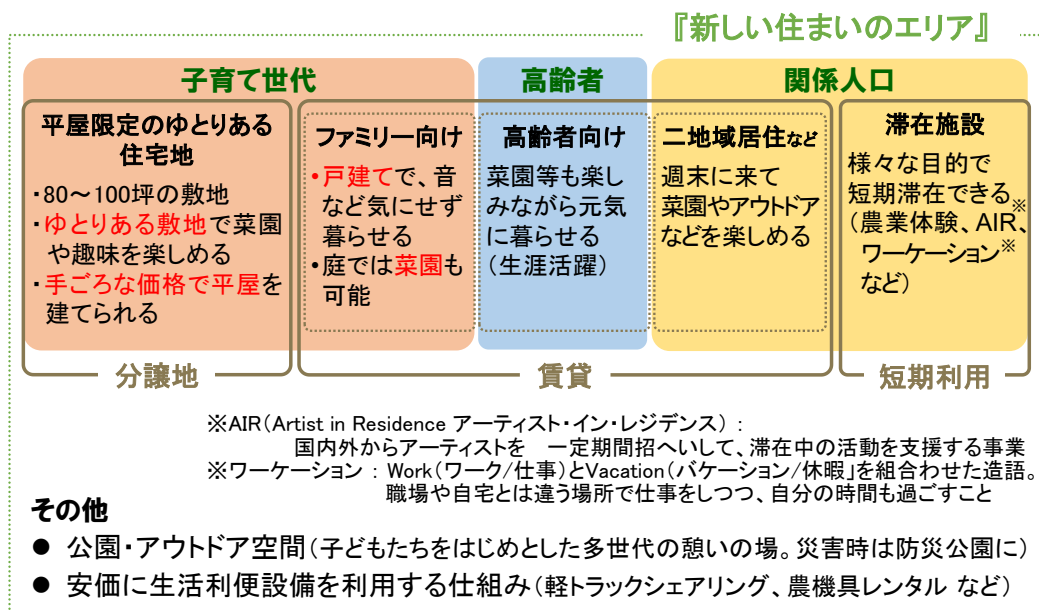 『新しい住まいのエリア』
子育て世代
高齢者
関係人口
平屋限定のゆとりある
住宅地
・80～100坪の敷地
・ゆとりある敷地で菜園
や趣味を楽しめる
・手ごろな価格で平屋を
建てられる
ファミリー向け
・戸建てで、音
など気にせず
暮らせる
・庭では菜園も
可能
高齢者向け
菜園等も楽し
みながら元気
に暮らせる
（生涯活躍）
二地域居住など
週末に来て
菜園やアウトドア
などを楽しめる
滞在施設
様々な目的で
短期滞在できる
（農業体験、AIR※、
ワーケーション※
など）
分譲地
賃貸
短期利用
※AIR（Artist in Residence アーティスト・イン・レジデンス）：
国内外からアーティストを　一定期間招へいして、滞在中の活動を支援する事業
※ワーケーション：Work（ワーク/仕事）とVacation（バケーション/休暇」を組合わせた造語。
職場や自宅とは違う場所で仕事をしつつ、自分の時間も過ごすこと
その他
● 公園・アウトドア空間（子どもたちをはじめとした多世代の憩いの場。災害時は防災公園に）
● 安価に生活利便設備を利用する仕組み（軽トラックシェアリング、農機具レンタル など）